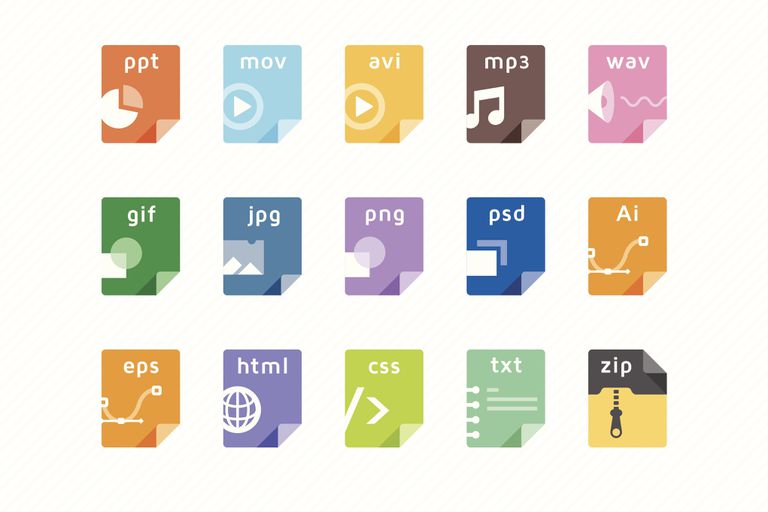 ppt
mov
avi
mp3
wav
gif
jpg
png
psd
Ai
eps
html
css
txt
zip